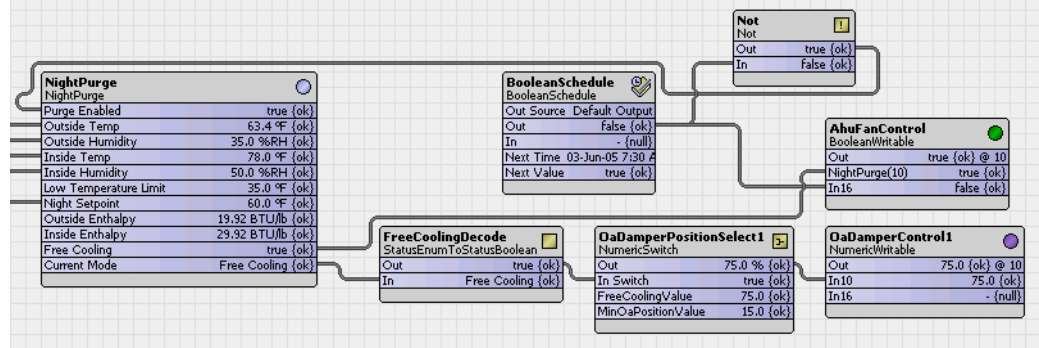 Not
Not
Out true {ok}
In false {ok}
NightPurge
NightPurge
Purge Enabled true {ok}
Outside Temp 63.4 ºF {ok}
Outside Humidity 35.0 %RH {ok}
Inside Temp 78.0 ºF {ok}
Inside Humidity 50.0 %RH {ok}
Low Temperature Limit 35.0 ºF {ok}
Night Setpoint 60.0 ºF {ok}
Outside Enthalpy 19.92 BTU/lb {ok}
Inside Enthalpy 29.92 BTU/lb {ok}
Free Cooling true {ok}
Current Mode Free Cooling {ok}
BooleanSchedule
BooleanSchedule
Out Source Default Output
Out false {ok}
In - {null}
Next Time 03-Jun-05 7:30 A
Next Value true {ok}
AhuFanControl
BooleanWritable
Out true {ok} @ 10
NightPurge(10) true {ok}
In16 false {ok}
FreeCoolingDecode
StatusEnumToStatusBoolean
Out true {ok}
In Free Cooling {ok}
OaDamperPositionSelect1
NumericSwitch
Out 75.0 % {ok}
In Switch true {ok}
FreeCoolingValue 75.0 {ok}
MinOaPositionValue 15.0 {ok}
OaDamperControl1
NumericWritable
Out 75.0 {ok} @ 10
In10 75.0 {ok}
In16 - {null}